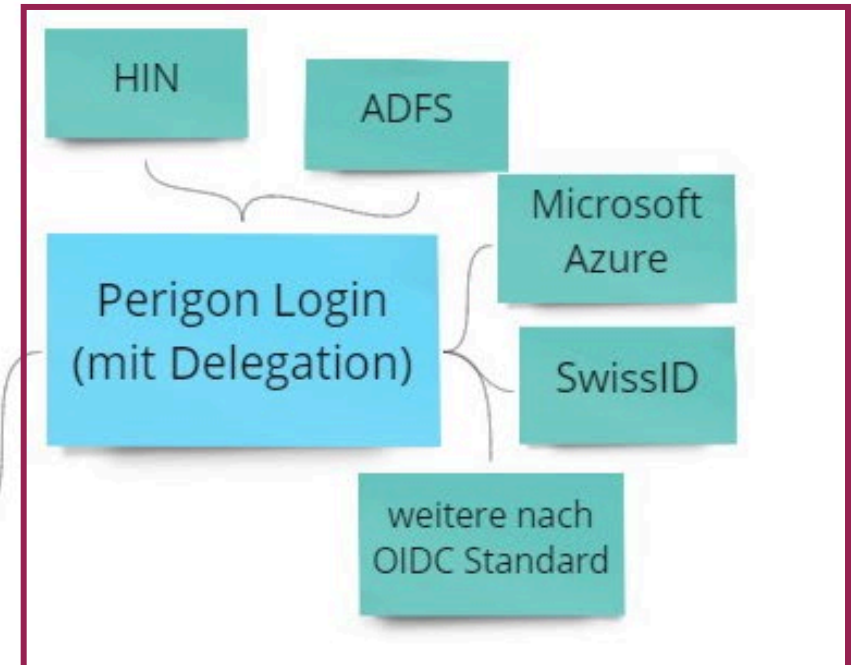 HIN
ADFS
Microsoft
Azure
Perigon Login
(mit Delegation)
SwissID
weitere nach
OIDC Standard